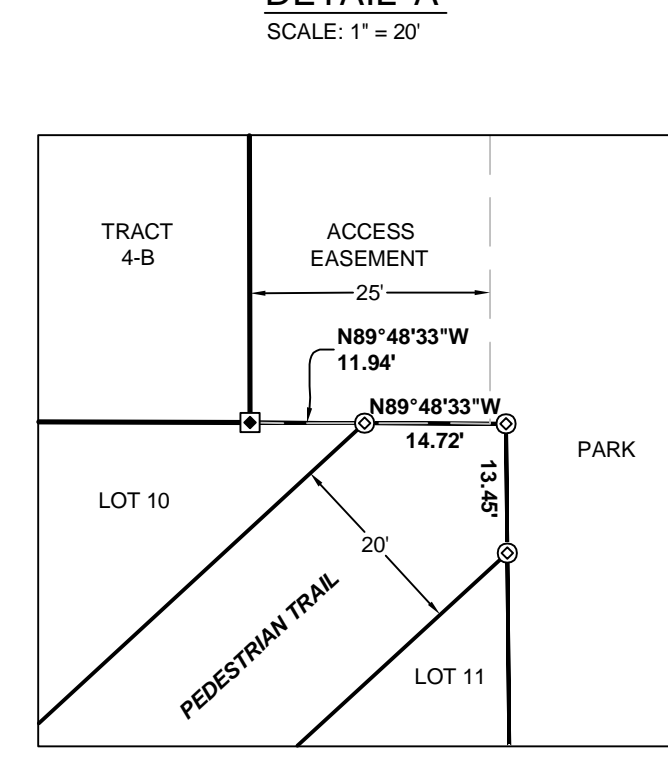 DETAIL "A"
SCALE: 1" = 20'
TRACT
4-B
ACCESS
EASEMENT
25'
N89°48'33"W
11.94'
N89°48'33"W
14.72'
13.45'
PARK
LOT 10
20'
PEDESTRIAN TRAIL
LOT 11